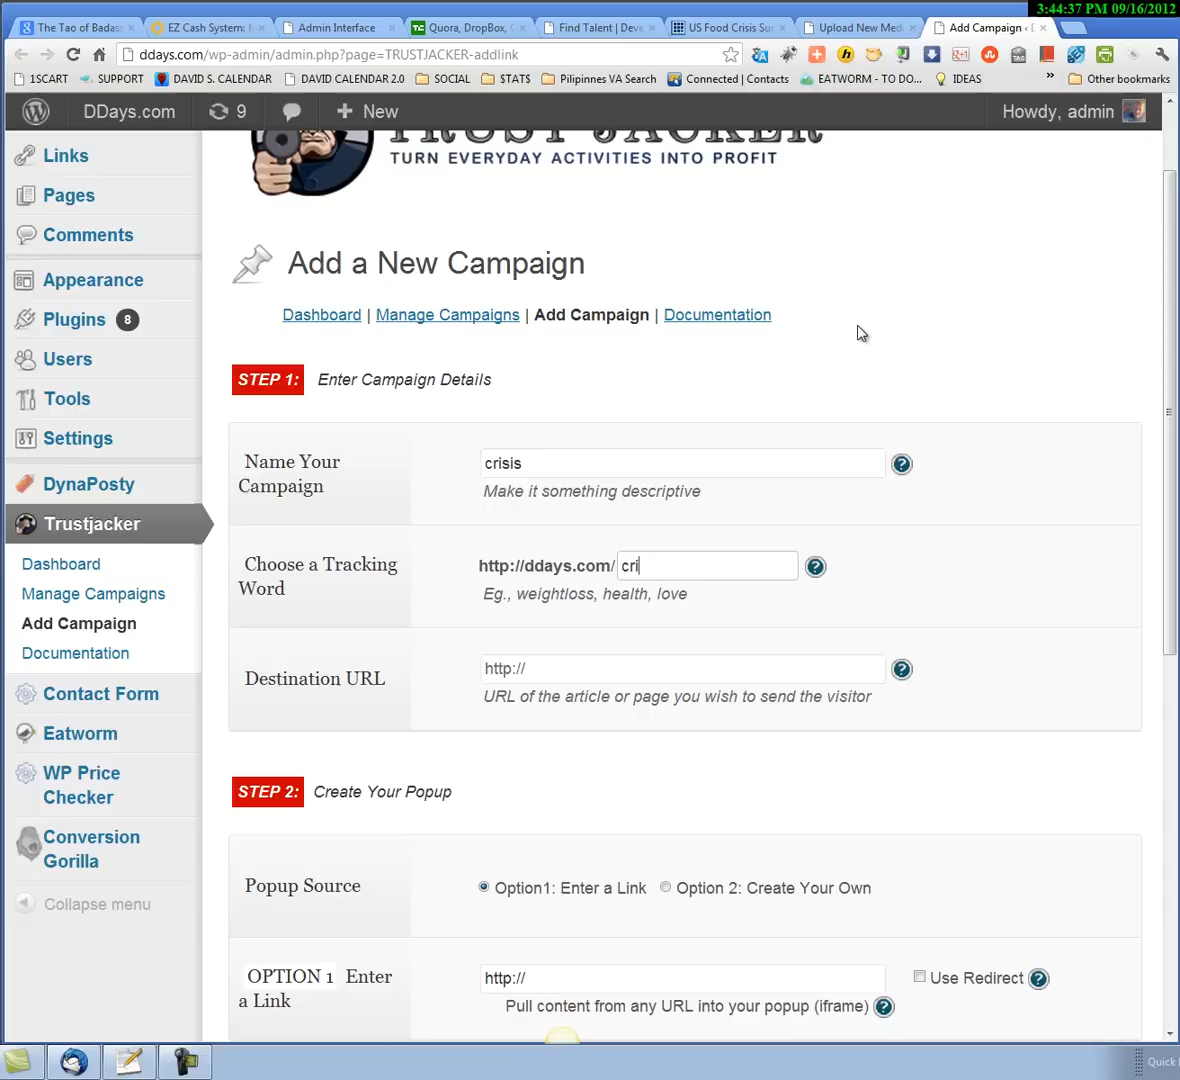 3:44:37 PM 09/16/2012
The Tao of Badas
EZ Cash System:
Admin Interface
Quora, DropBox,
Find Talent | Deve
US Food Crisis Su
Upload New Med
Add Campaign ‹
ddays.com/wp-admin/admin.php?page=TRUSTJACKER-addlink
1SCART
SUPPORT
DAVID S. CALENDAR
DAVID CALENDAR 2.0
SOCIAL
STATS
Pilipinnes VA Search
Connected | Contacts
EATWORM - TO DO...
IDEAS
»
Other bookmarks
DDays.com
9
New
Howdy, admin
TRUST JACKER
TURN EVERYDAY ACTIVITIES INTO PROFIT
Links
Pages
Comments
Appearance
Plugins 8
Users
Tools
Settings
DynaPosty
Trustjacker
Dashboard
Manage Campaigns
Add Campaign
Documentation
Contact Form
Eatworm
WP Price
Checker
Conversion
Gorilla
Collapse menu
Add a New Campaign
Dashboard | Manage Campaigns | Add Campaign | Documentation
STEP 1: Enter Campaign Details
Name Your
Campaign
crisis
Make it something descriptive
Choose a Tracking
Word
http://ddays.com/ cri
Eg., weightloss, health, love
Destination URL
http://
URL of the article or page you wish to send the visitor
STEP 2: Create Your Popup
Popup Source
Option1: Enter a Link Option 2: Create Your Own
OPTION 1 Enter
a Link
http://
Use Redirect
Pull content from any URL into your popup (iframe)
Quick